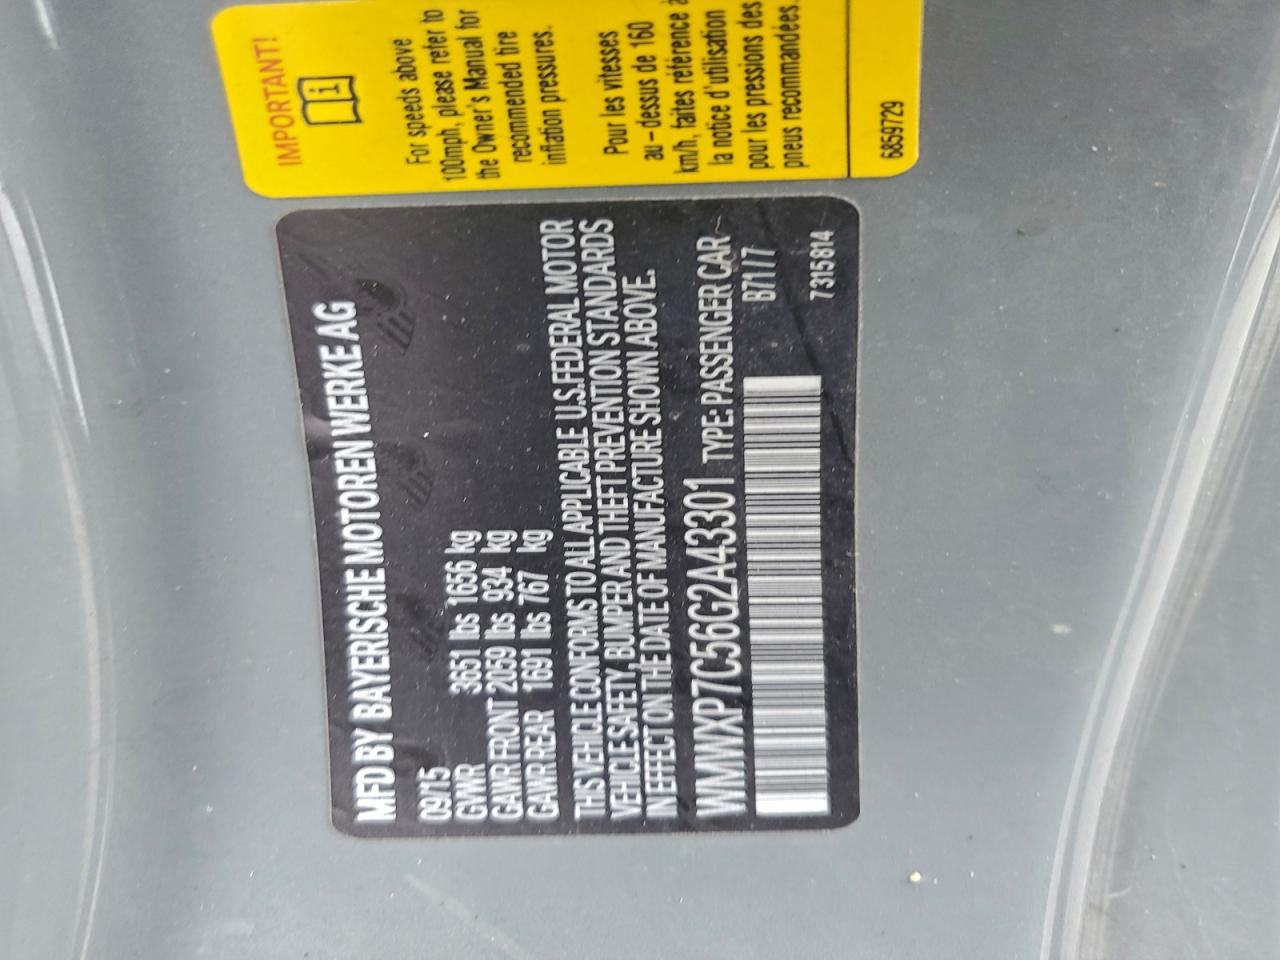 MFD BY BAYERISCHE MOTOREN WERKE AG
09/15
GVWR 3651 lbs 1656 kg
GAWR FRONT 2059 lbs 934 kg
GAWR REAR 1691 lbs 767 kg
THIS VEHICLE CONFORMS TO ALL APPLICABLE U.S. FEDERAL MOTOR
VEHICLE SAFETY, BUMPER AND THEFT PREVENTION STANDARDS
IN EFFECT ON THE DATE OF MANUFACTURE SHOWN ABOVE.
WMWXP7C56G2A43301 TYPE: PASSENGER CAR
B71/7
7315814
IMPORTANT!
For speeds above
100mph, please refer to
the Owner's Manual for
recommended tire
inflation pressures.
Pour les vitesses
au-dessus de 160
km/h, faites référence à
la notice d'utilisation
pour les pressions des
pneus recommandées.
6859729